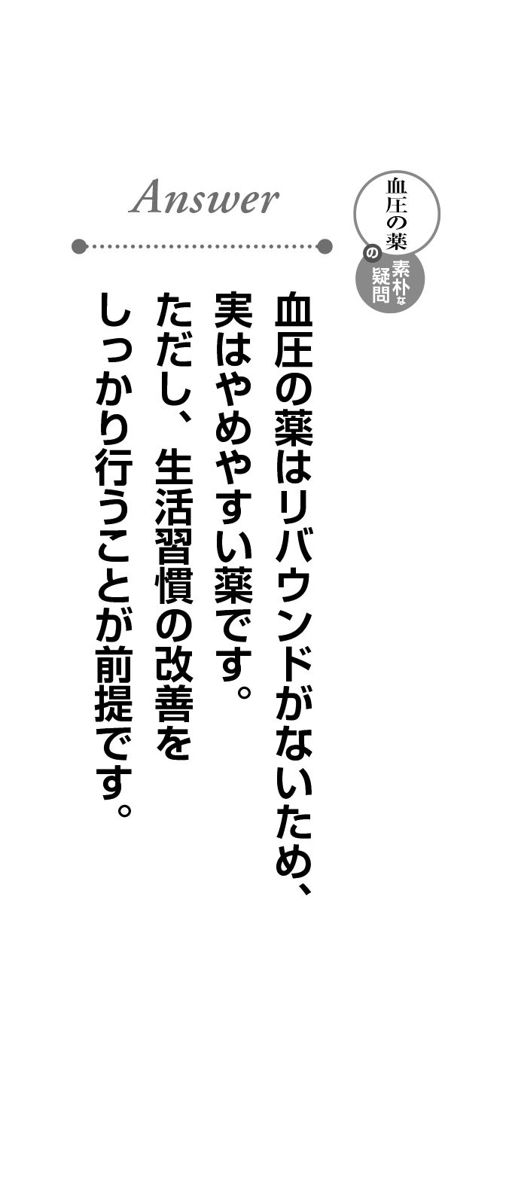 血圧の薬
の
素朴な
疑問
Answer
血圧の薬はリバウンドがないため、
実はやめやすい薬です。
ただし、生活習慣の改善を
しっかり行うことが前提です。